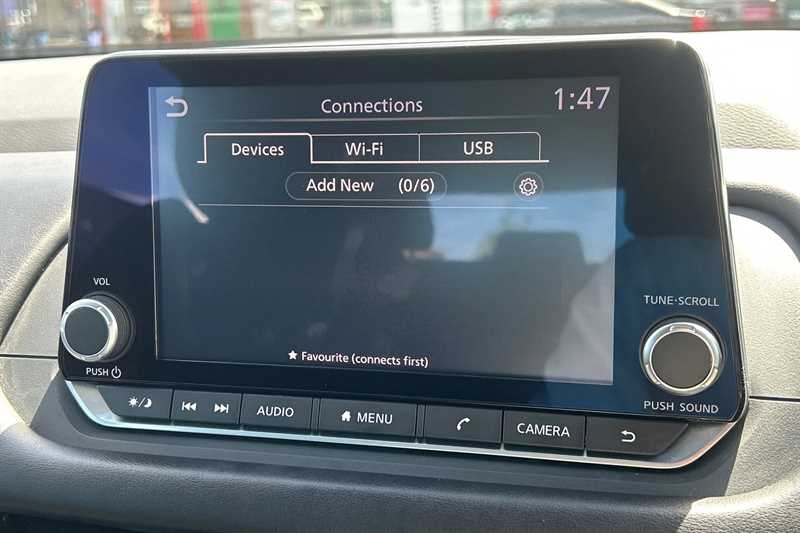 Connections
1:47
Devices
Wi-Fi
USB
Add New (0/6)
★ Favourite (connects first)
VOL
PUSH
TUNE·SCROLL
PUSH SOUND
AUDIO
MENU
CAMERA